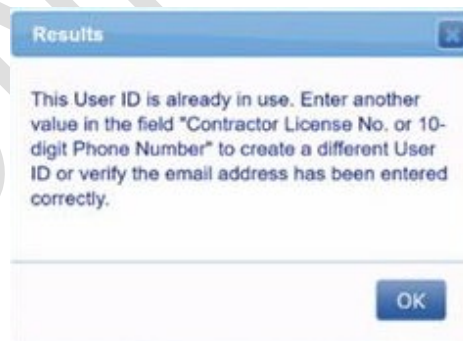 Results
This User ID is already in use. Enter another
value in the field "Contractor License No. or 10-
digit Phone Number" to create a different User
ID or verify the email address has been entered
correctly.
OK